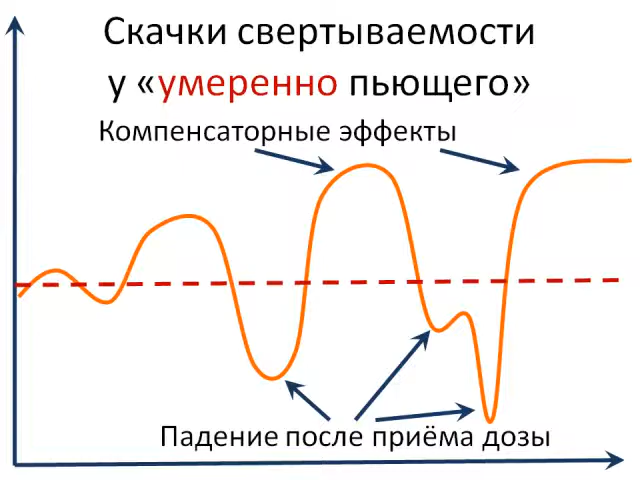 Скачки свертываемости
у «умеренно пьющего»
Компенсаторные эффекты
Падение после приёма дозы